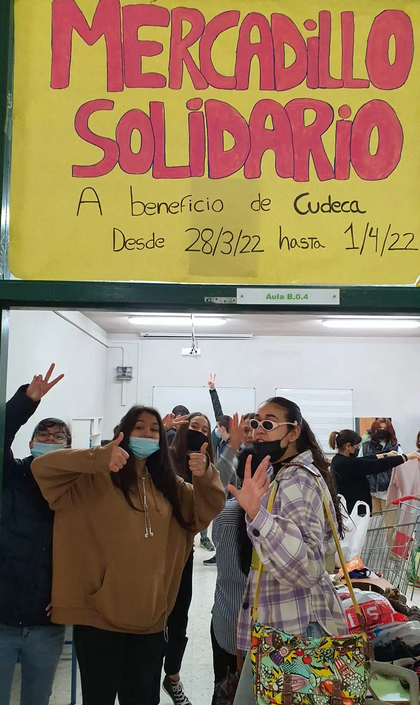 MERCADILLO
SOLIDARIO
A beneficio de Cudeca
Desde 28/3/22 hasta 1/4/22
Aula B.0.4